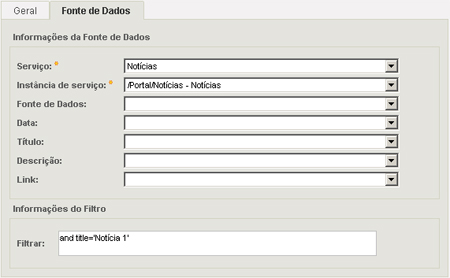 Geral Fonte de Dados
Informações da Fonte de Dados
Serviço: Notícias
Instância de serviço: /Portal/Notícias - Notícias
Fonte de Dados:
Data:
Título:
Descrição:
Link:
Informações do Filtro
Filtrar: and title='Notícia 1'